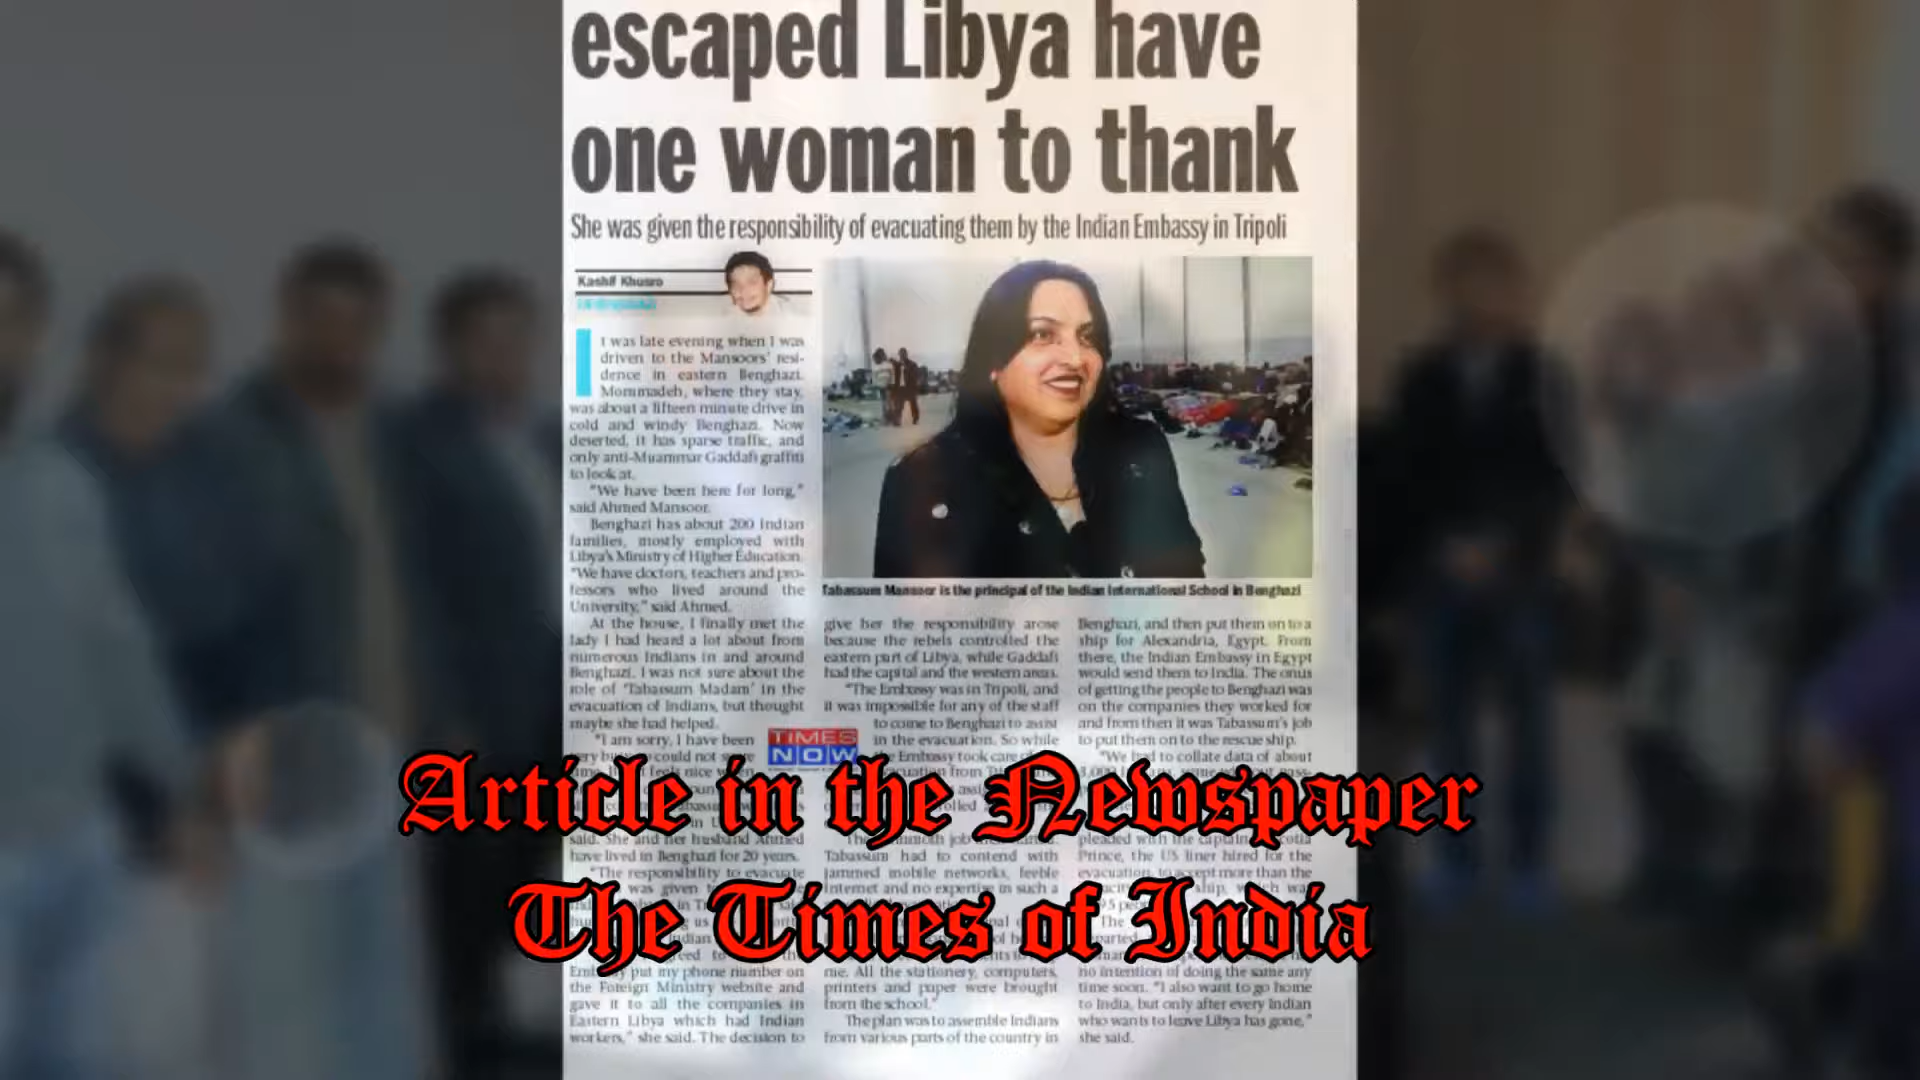 escaped Libya have
one woman to thank
She was given the responsibility of evacuating them by the Indian Embassy in Tripoli
Kashif Khusro
It was late evening when I was
driven to the Mansoors' resi-
dence in eastern Benghazi.
Mommadeh, where they stay,
was about a fifteen minute drive in
cold and windy Benghazi. Now
deserted, it has sparse traffic, and
only anti-Muammar Gaddafi graffiti
to look at.
"We have been here for long,"
said Ahmed Mansoor.
Benghazi has about 200 Indian
families, mostly employed with
Libya's Ministry of Higher Education.
"We have doctors, teachers and pro-
fessors who lived around the
University," said Ahmed.
At the house, I finally met the
lady I had heard a lot about from
numerous Indians in and around
Benghazi. I was not sure about the
role of 'Tabassum Madam' in the
evacuation of Indians, but thought
maybe she had helped.
"I am sorry, I have been
could not
feels nice when
said. She and her husband Ahmed
have lived in Benghazi for 20 years.
"The responsibility to evacuate
was given
us
Indian
put my phone number on
the Foreign Ministry website and
gave it to all the companies in
Eastern Libya which had Indian
workers," she said. The decision to
Tabassum Mansoor is the principal of the Indian International School in Benghazi
give her the responsibility arose
because the rebels controlled the
eastern part of Libya, while Gaddafi
had the capital and the western areas.
"The Embassy was in Tripoli, and
it was impossible for any of the staff
to come to Benghazi to assist
in the evacuation. So while
Embassy took care
from
job
Tabassum had to contend with
jammed mobile networks, feeble
internet and no expertise in such a
me. All the stationery, computers,
printers and paper were brought
from the school."
The plan was to assemble Indians
from various parts of the country in
Benghazi, and then put them on to a
ship for Alexandria, Egypt. From
there, the Indian Embassy in Egypt
would send them to India. The onus
of getting the people to Benghazi was
on the companies they worked for
and from then it was Tabassum's job
to put them on to the rescue ship.
"We had to collate data of about
pleaded with the captain
Prince, the US liner hired for the
evacuation, to accept more than the
ship, which
The
no intention of doing the same any
time soon. "I also want to go home
to India, but only after every Indian
who wants to leave Libya has gone,"
she said.
TIMES
NOW
Article in the Newspaper
The Times of India